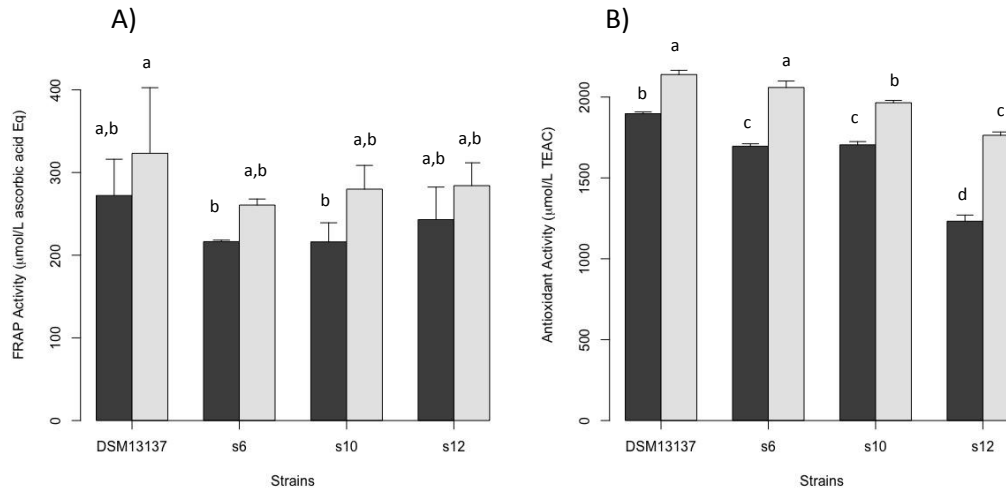 A)
FRAP Activity (μmol/L ascorbic acid Eq)
400
300
200
100
0
a,b
a
b
a,b
b
a,b
a,b
a,b
DSM13137
s6
s10
s12
Strains
B)
Antioxidant Activity (μmol/L TEAC)
2000
1500
1000
500
0
b
a
c
a
c
b
d
c
DSM13137
s6
s10
s12
Strains